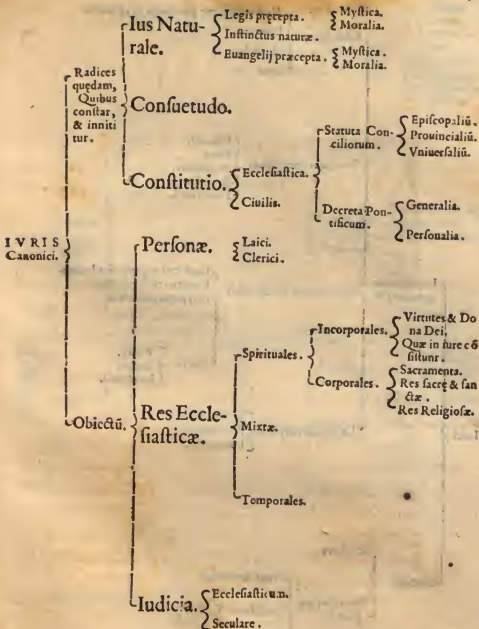 IVRIS
Canonici.
Radices
quędam,
Quibus
constat,
& inniti
tur.
Ius Natu-
rale.
Legis pręcepta.
Mystica.
Moralia.
Instinctus naturæ.
Euangelij præcepta.
Mystica.
Moralia.
Consuetudo.
Constitutio.
Ecclesiastica.
Statuta Con-
ciliorum.
Episcopaliū.
Prouincialiū.
Vniuersaliū.
Decreta Pon-
tificum.
Generalia.
Personalia.
Ciuilis.
Obiectū.
Personæ.
Laici.
Clerici.
Res Eccle-
siasticæ.
Spirituales.
Incorporales.
Virtutes & Do
na Dei,
Quæ in iure cō
sistunt.
Corporales.
Sacramenta.
Res sacrę & san
ctæ.
Res Religiosæ.
Mixtæ.
Temporales.
Iudicia.
Ecclesiasticum.
Seculare.